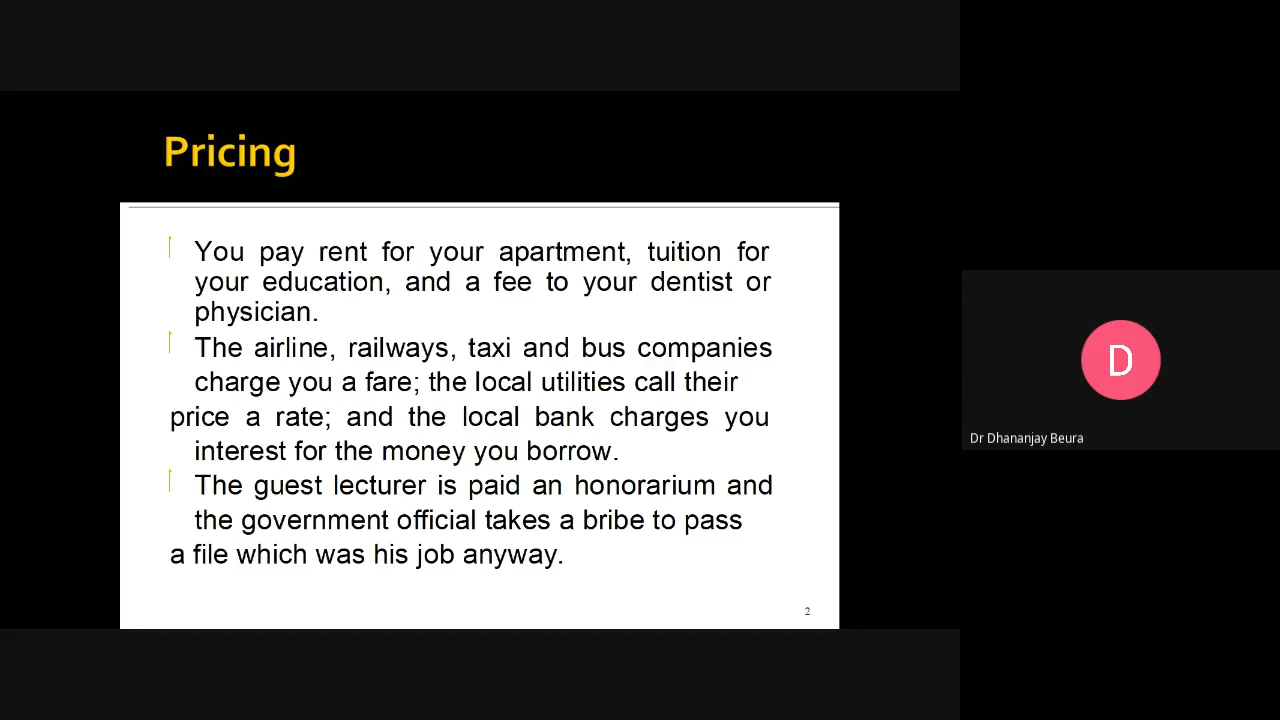 Pricing
You pay rent for your apartment, tuition for
your education, and a fee to your dentist or
physician.
The airline, railways, taxi and bus companies
charge you a fare; the local utilities call their
price a rate; and the local bank charges you
interest for the money you borrow.
The guest lecturer is paid an honorarium and
the government official takes a bribe to pass
a file which was his job anyway.
2
D
Dr Dhananjay Beura